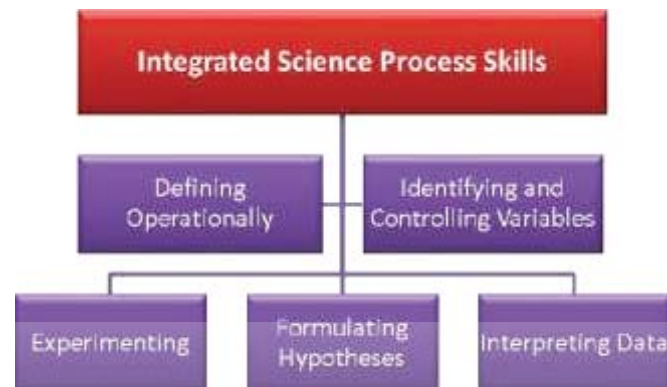 Integrated Science Process Skills
Defining
Operationally
Identifying and
Controlling Variables
Experimenting
Formulating
Hypotheses
Interpreting Data